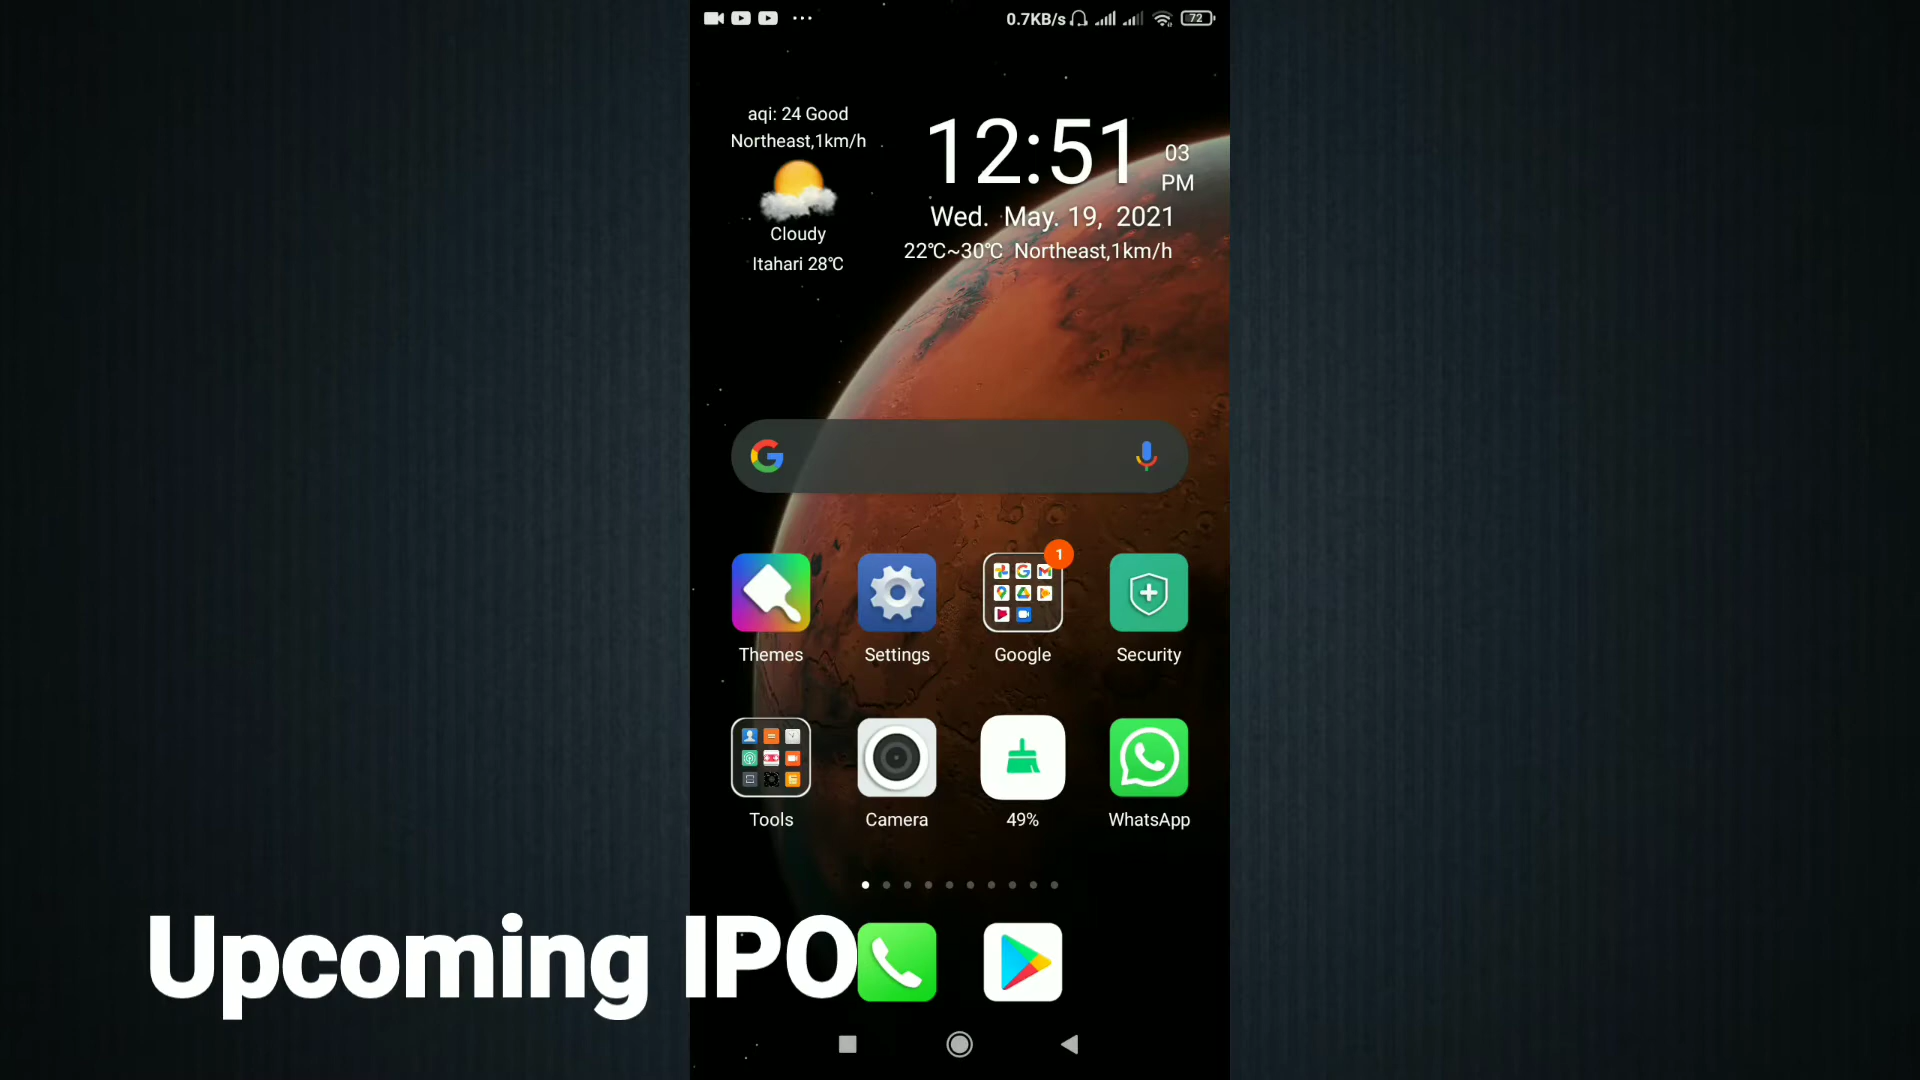 0.7KB/s 72
aqi: 24 Good
Northeast,1km/h
12:51 03 PM
Wed. May. 19, 2021
22℃~30℃ Northeast,1km/h
Cloudy
Itahari 28℃
1
Themes Settings Google Security
Tools Camera 49% WhatsApp
Upcoming IPO